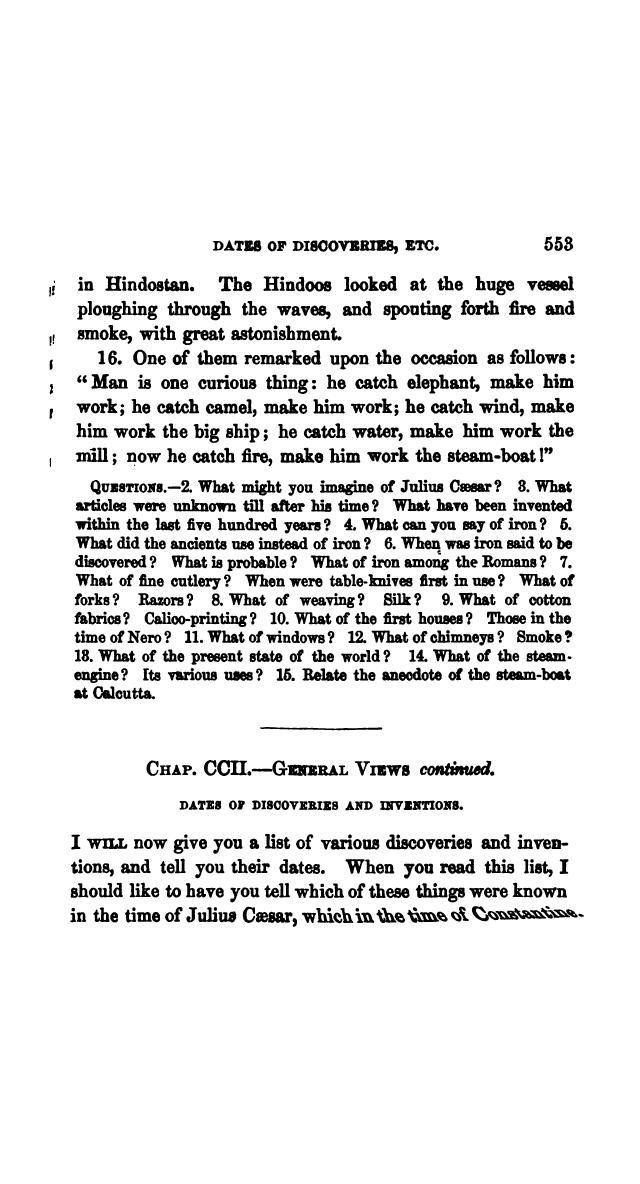 DATES OF DISCOVERIES, ETC. 553
in Hindostan. The Hindoos looked at the huge vessel
ploughing through the waves, and spouting forth fire and
smoke, with great astonishment.
16. One of them remarked upon the occasion as follows:
“Man is one curious thing: he catch elephant, make him
work; he catch camel, make him work; he catch wind, make
him work the big ship; he catch water, make him work the
mill; now he catch fire, make him work the steam-boat!”
QUESTIONS.—2. What might you imagine of Julius Cæsar? 3. What
articles were unknown till after his time? What have been invented
within the last five hundred years? 4. What can you say of iron? 5.
What did the ancients use instead of iron? 6. When was iron said to be
discovered? What is probable? What of iron among the Romans? 7.
What of fine cutlery? When were table-knives first in use? What of
forks? Razors? 8. What of weaving? Silk? 9. What of cotton
fabrics? Calico-printing? 10. What of the first houses? Those in the
time of Nero? 11. What of windows? 12. What of chimneys? Smoke?
13. What of the present state of the world? 14. What of the steam-
engine? Its various uses? 15. Relate the anecdote of the steam-boat
at Calcutta.
CHAP. CCII.—GENERAL VIEWS continued.
DATES OF DISCOVERIES AND INVENTIONS.
I WILL now give you a list of various discoveries and inven-
tions, and tell you their dates. When you read this list, I
should like to have you tell which of these things were known
in the time of Julius Cæsar, which in the time of Constantine.